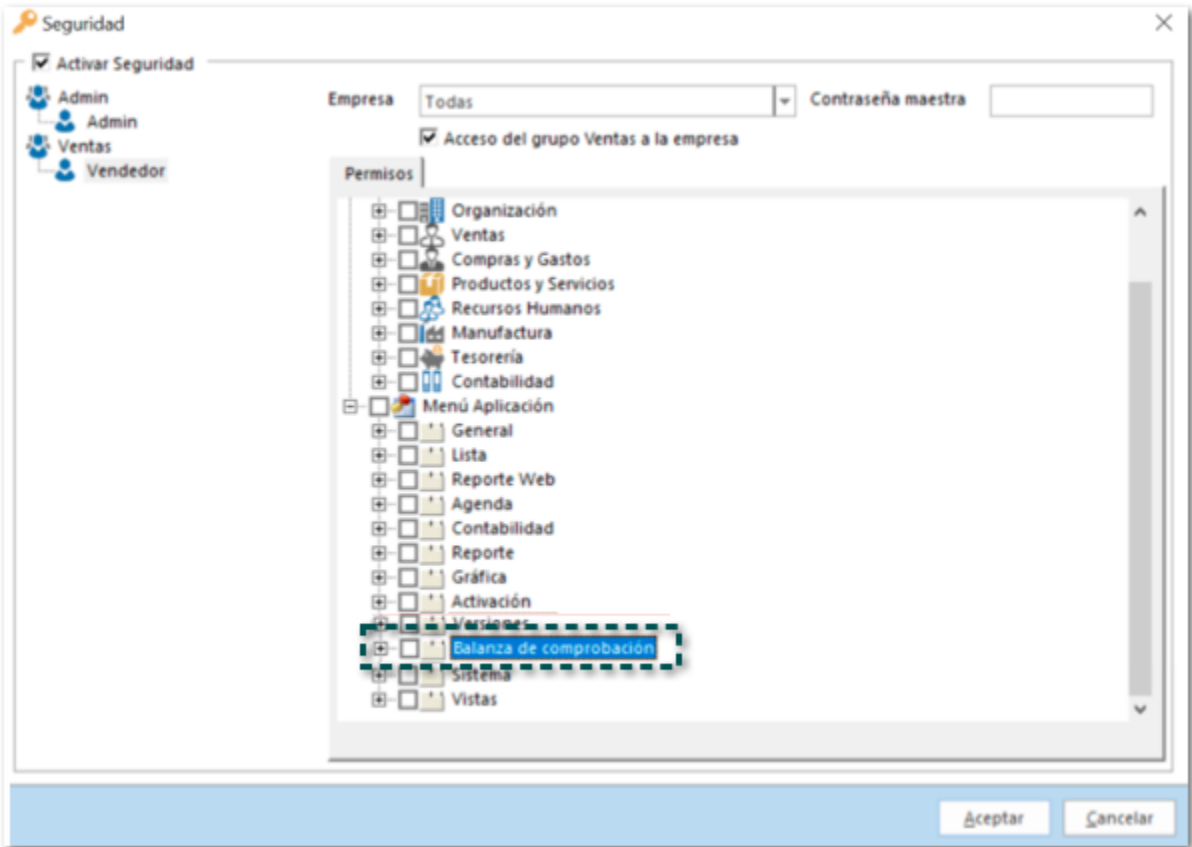 Seguridad
Activar Seguridad
Admin
Admin
Ventas
Vendedor
Empresa Todas Contraseña maestra
Acceso del grupo Ventas a la empresa
Permisos
Organización
Ventas
Compras y Gastos
Productos y Servicios
Recursos Humanos
Manufactura
Tesorería
Contabilidad
Menú Aplicación
General
Lista
Reporte Web
Agenda
Contabilidad
Reporte
Gráfica
Activación
Versiones
Balanza de comprobación
Sistema
Vistas
Aceptar Cancelar